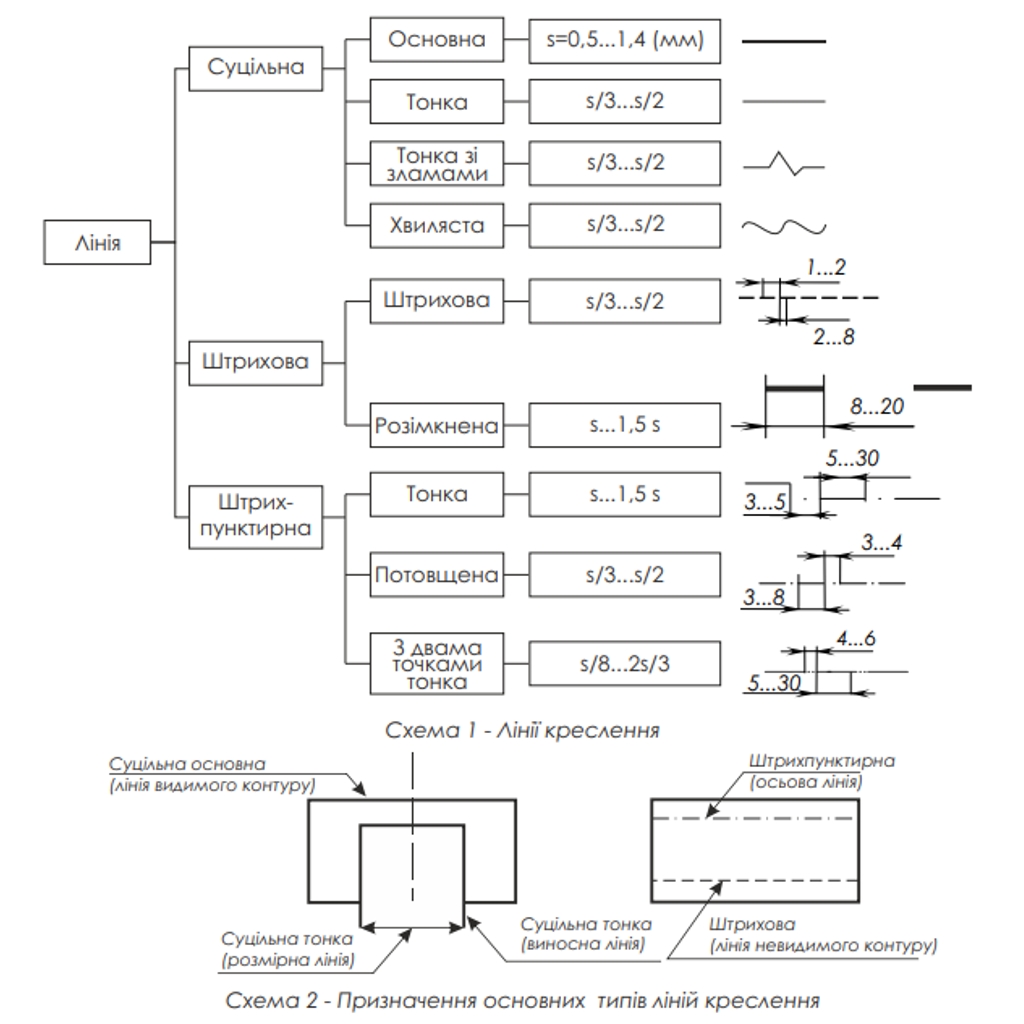 Лінія
Суцільна
Основна
s=0,5...1,4 (мм)
Тонка
s/3...s/2
Тонка зі
зламами
s/3...s/2
Хвиляста
s/3...s/2
Штрихова
Штрихова
s/3...s/2
1...2
2...8
Розімкнена
s...1,5 s
8...20
Штрих-
пунктирна
Тонка
s...1,5 s
5...30
3...5
Потовщена
s/3...s/2
3...4
3...8
З двама
точками
тонка
s/8...2s/3
4...6
5...30
Схема 1 - Лінії креслення
Суцільна основна
(лінія видимого контуру)
Штрихпунктирна
(осьова лінія)
Суцільна тонка
(розмірна лінія)
Суцільна тонка
(виносна лінія)
Штрихова
(лінія невидимого контуру)
Схема 2 - Призначення основних типів ліній креслення